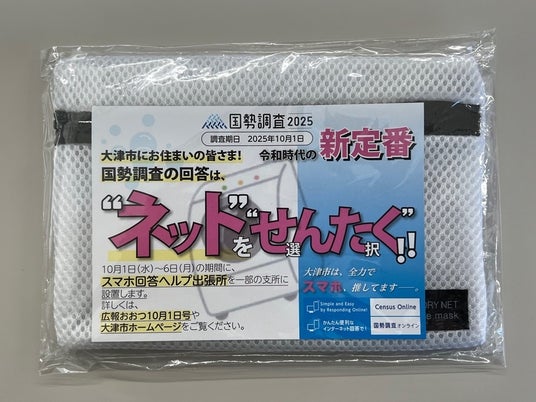 国勢調査2025
調査期日 2025年10月1日
大津市にお住まいの皆さま!
令和時代の
新定番
国勢調査の回答は、
“ネット”を“せんたく”!!
選択
10月1日(水)~6日(月)の期間に、
スマホ回答ヘルプ出張所を一部の支所に
設置します。
詳しくは、
広報おおつ10月1日号や
大津市ホームページをご覧ください。
大津市は、全力で
スマホ、推してます──。
Simple and Easy
by Responding Online!
かんたん便利な
インターネット回答で!
Census Online
国勢調査オンライン
RY NET
mask